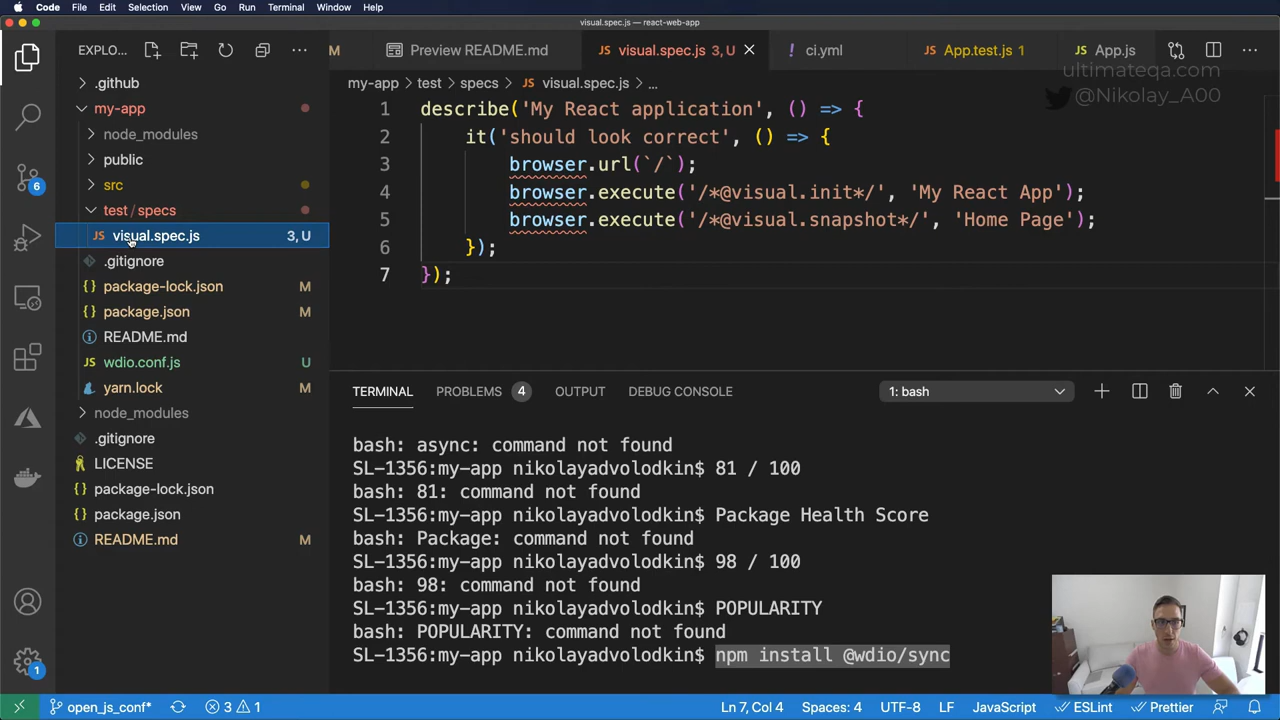 Code File Edit Selection View Go Run Terminal Window Help
visual.spec.js — react-web-app
EXPLO...
M
Preview README.md
visual.spec.js 3, U
ci.yml
App.test.js 1
App.js
ultimateqa.com
@Nikolay_A00
my-app > test > specs > JS visual.spec.js > ...
.github
my-app
node_modules
public
src
test / specs
JS visual.spec.js 3, U
.gitignore
package-lock.json M
package.json M
README.md
JS wdio.conf.js U
yarn.lock M
node_modules
.gitignore
LICENSE
package-lock.json
package.json
README.md M
6
1
1 describe('My React application', () => {
2 it('should look correct', () => {
3 browser.url(`/`);
4 browser.execute('/*@visual.init*/', 'My React App');
5 browser.execute('/*@visual.snapshot*/', 'Home Page');
6 });
7 });
TERMINAL PROBLEMS 4 OUTPUT DEBUG CONSOLE 1: bash
bash: async: command not found
SL-1356:my-app nikolayadvolodkin$ 81 / 100
bash: 81: command not found
SL-1356:my-app nikolayadvolodkin$ Package Health Score
bash: Package: command not found
SL-1356:my-app nikolayadvolodkin$ 98 / 100
bash: 98: command not found
SL-1356:my-app nikolayadvolodkin$ POPULARITY
bash: POPULARITY: command not found
SL-1356:my-app nikolayadvolodkin$ npm install @wdio/sync
open_js_conf* 3 1 Ln 7, Col 4 Spaces: 4 UTF-8 LF JavaScript ESLint Prettier